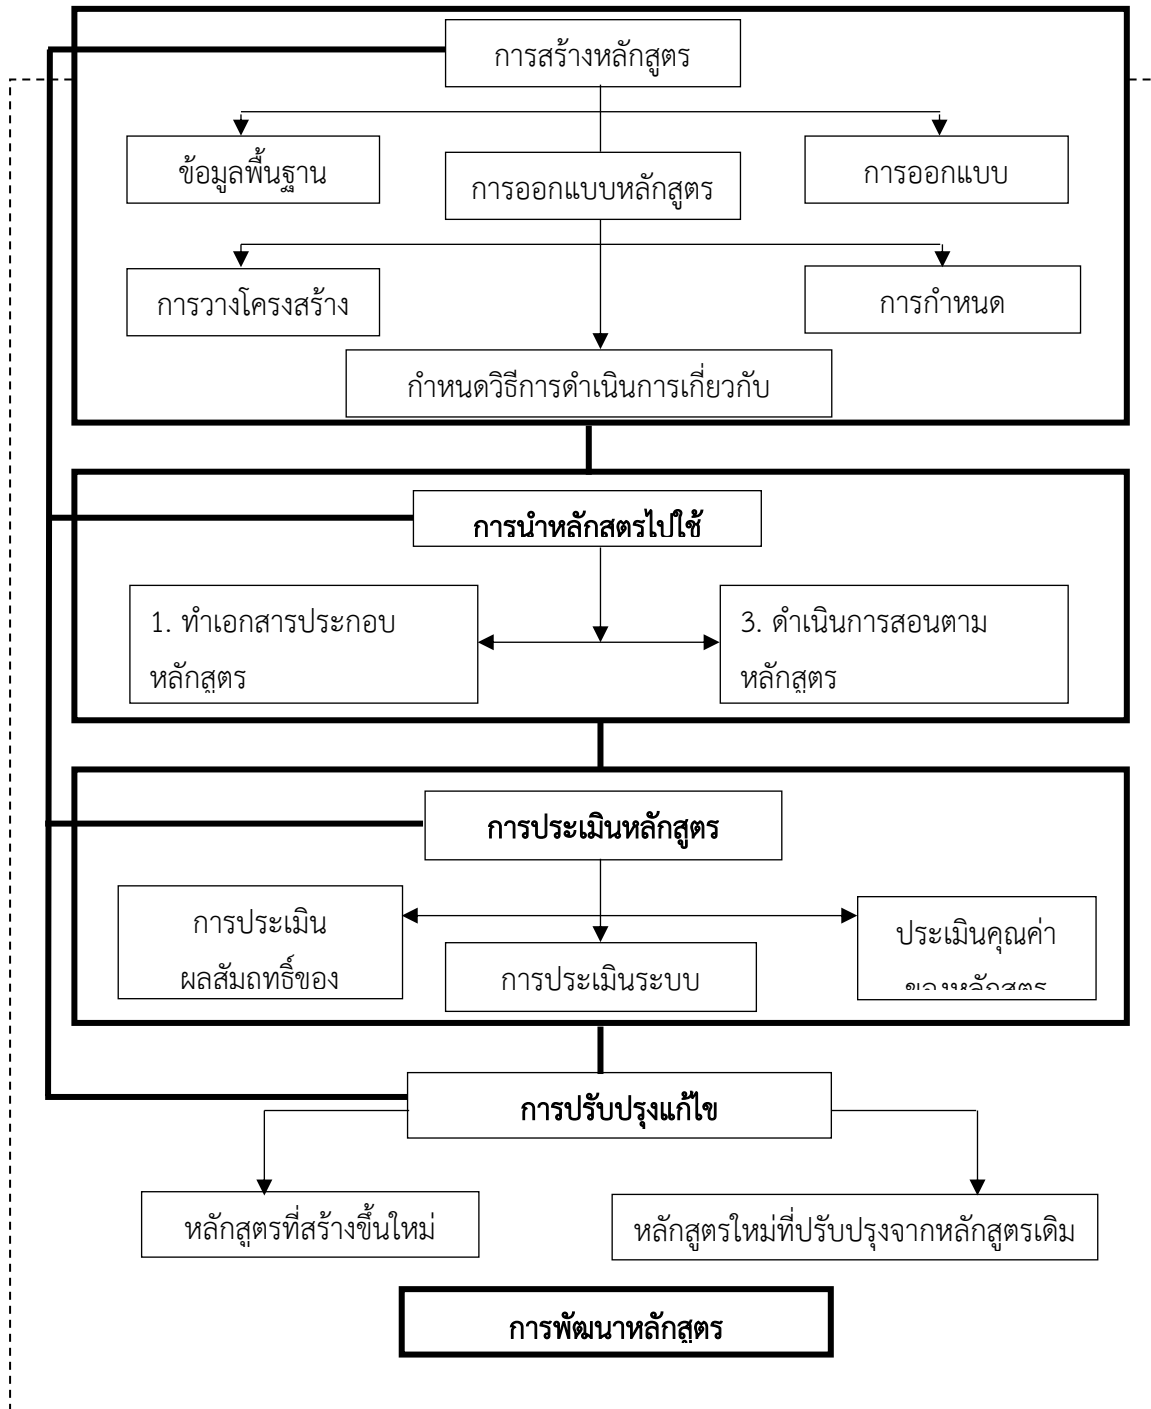 การสร้างหลักสูตร
ข้อมูลพื้นฐาน
การออกแบบหลักสูตร
การออกแบบ
การวางโครงสร้าง
การกำหนด
กำหนดวิธีการดำเนินการเกี่ยวกับ
การนำหลักสูตรไปใช้
1. ทำเอกสารประกอบ
หลักสูตร
3. ดำเนินการสอนตาม
หลักสูตร
การประเมินหลักสูตร
การประเมิน
ผลสัมฤทธิ์ของ
การประเมินระบบ
ประเมินคุณค่า
ของหลักสูตร
การปรับปรุงแก้ไข
หลักสูตรที่สร้างขึ้นใหม่
หลักสูตรใหม่ที่ปรับปรุงจากหลักสูตรเดิม
การพัฒนาหลักสูตร